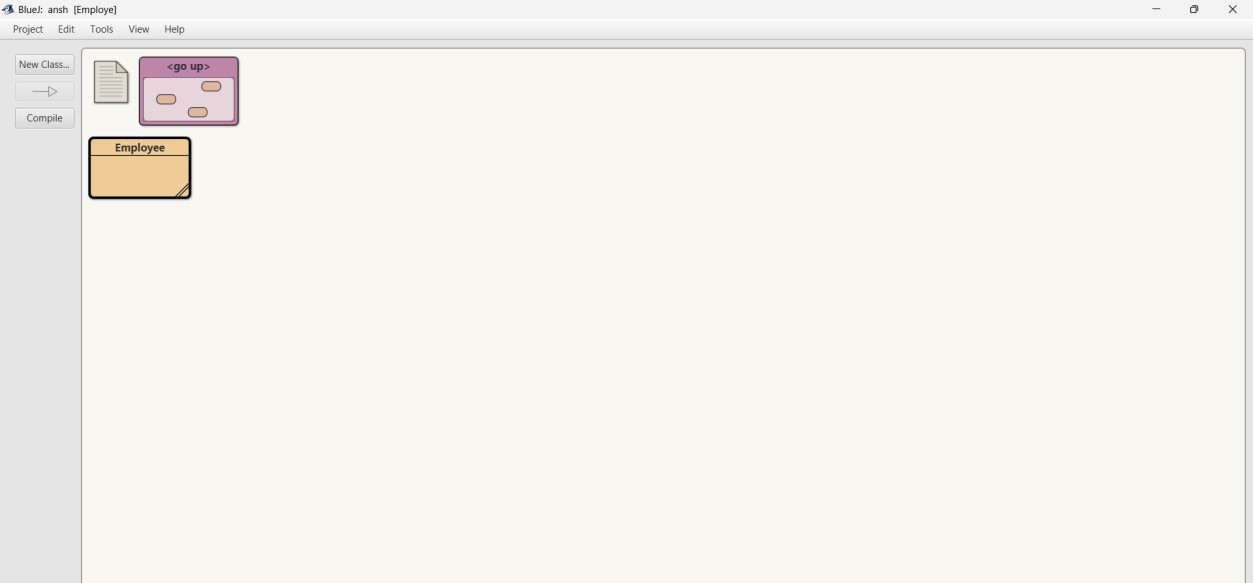 BlueJ: ansh [Employe]
Project Edit Tools View Help
New Class...
<go up>
Compile
Employee